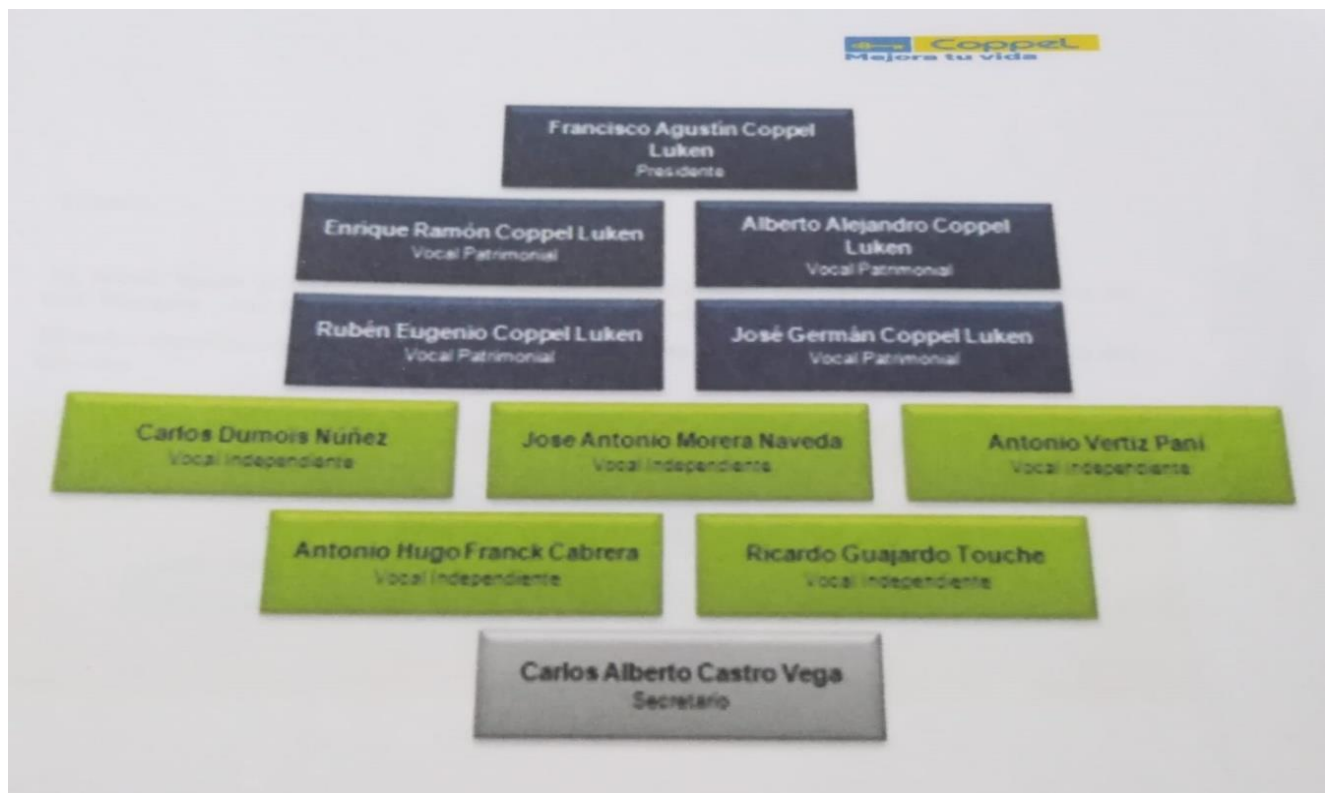 Coppel
Mejora tu vida
Francisco Agustín Coppel
Luken
Presidente
Enrique Ramón Coppel Luken
Vocal Patrimonial
Alberto Alejandro Coppel
Luken
Vocal Patrimonial
Rubén Eugenio Coppel Luken
Vocal Patrimonial
José Germán Coppel Luken
Vocal Patrimonial
Carlos Dumois Núñez
Vocal Independiente
Jose Antonio Morera Naveda
Vocal Independiente
Antonio Vertiz Pani
Vocal Independiente
Antonio Hugo Franck Cabrera
Vocal Independiente
Ricardo Guajardo Touche
Vocal Independiente
Carlos Alberto Castro Vega
Secretario